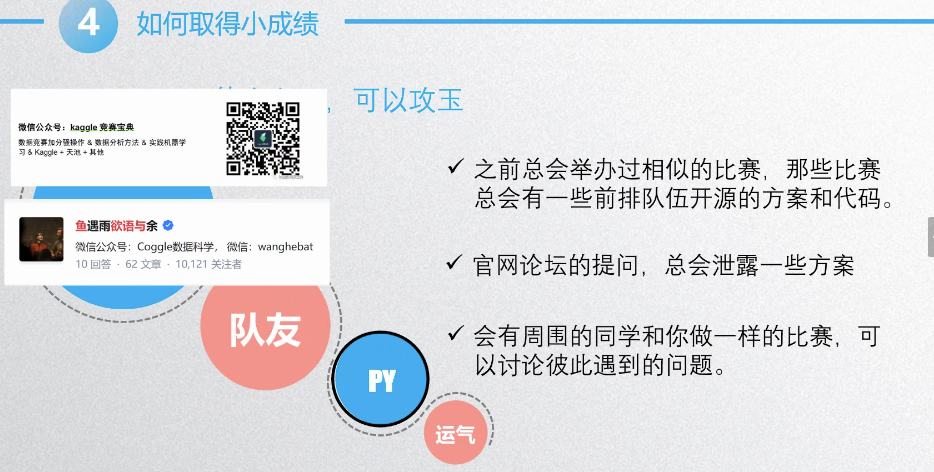 4 如何取得小成绩
,可以攻玉
微信公众号：kaggle 竞赛宝典
数据竞赛加分骚操作 & 数据分析方法 & 实践机器学
习 & Kaggle + 天池 + 其他
鱼遇雨欲语与余
微信公众号：Coggle数据科学， 微信：wanghebat
10 回答 · 62 文章 · 10,121 关注者
✓ 之前总会举办过相似的比赛，那些比赛
总会有一些前排队伍开源的方案和代码。
✓ 官网论坛的提问，总会泄露一些方案
✓ 会有周围的同学和你做一样的比赛，可
以讨论彼此遇到的问题。
队友
PY
运气